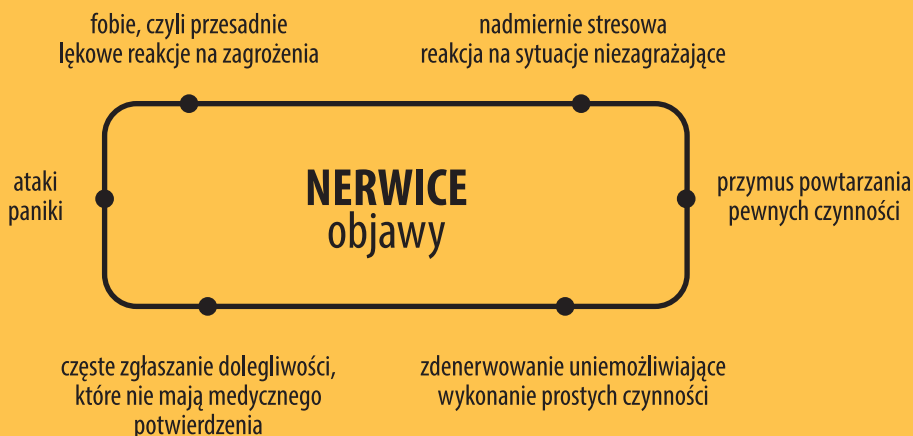 fobie, czyli przesadnie
lękowe reakcje na zagrożenia
nadmiernie stresowa
reakcja na sytuacje niezagrażające
ataki
paniki
NERWICE
objawy
przymus powtarzania
pewnych czynności
częste zgłaszanie dolegliwości,
które nie mają medycznego
potwierdzenia
zdenerwowanie uniemożliwiające
wykonanie prostych czynności